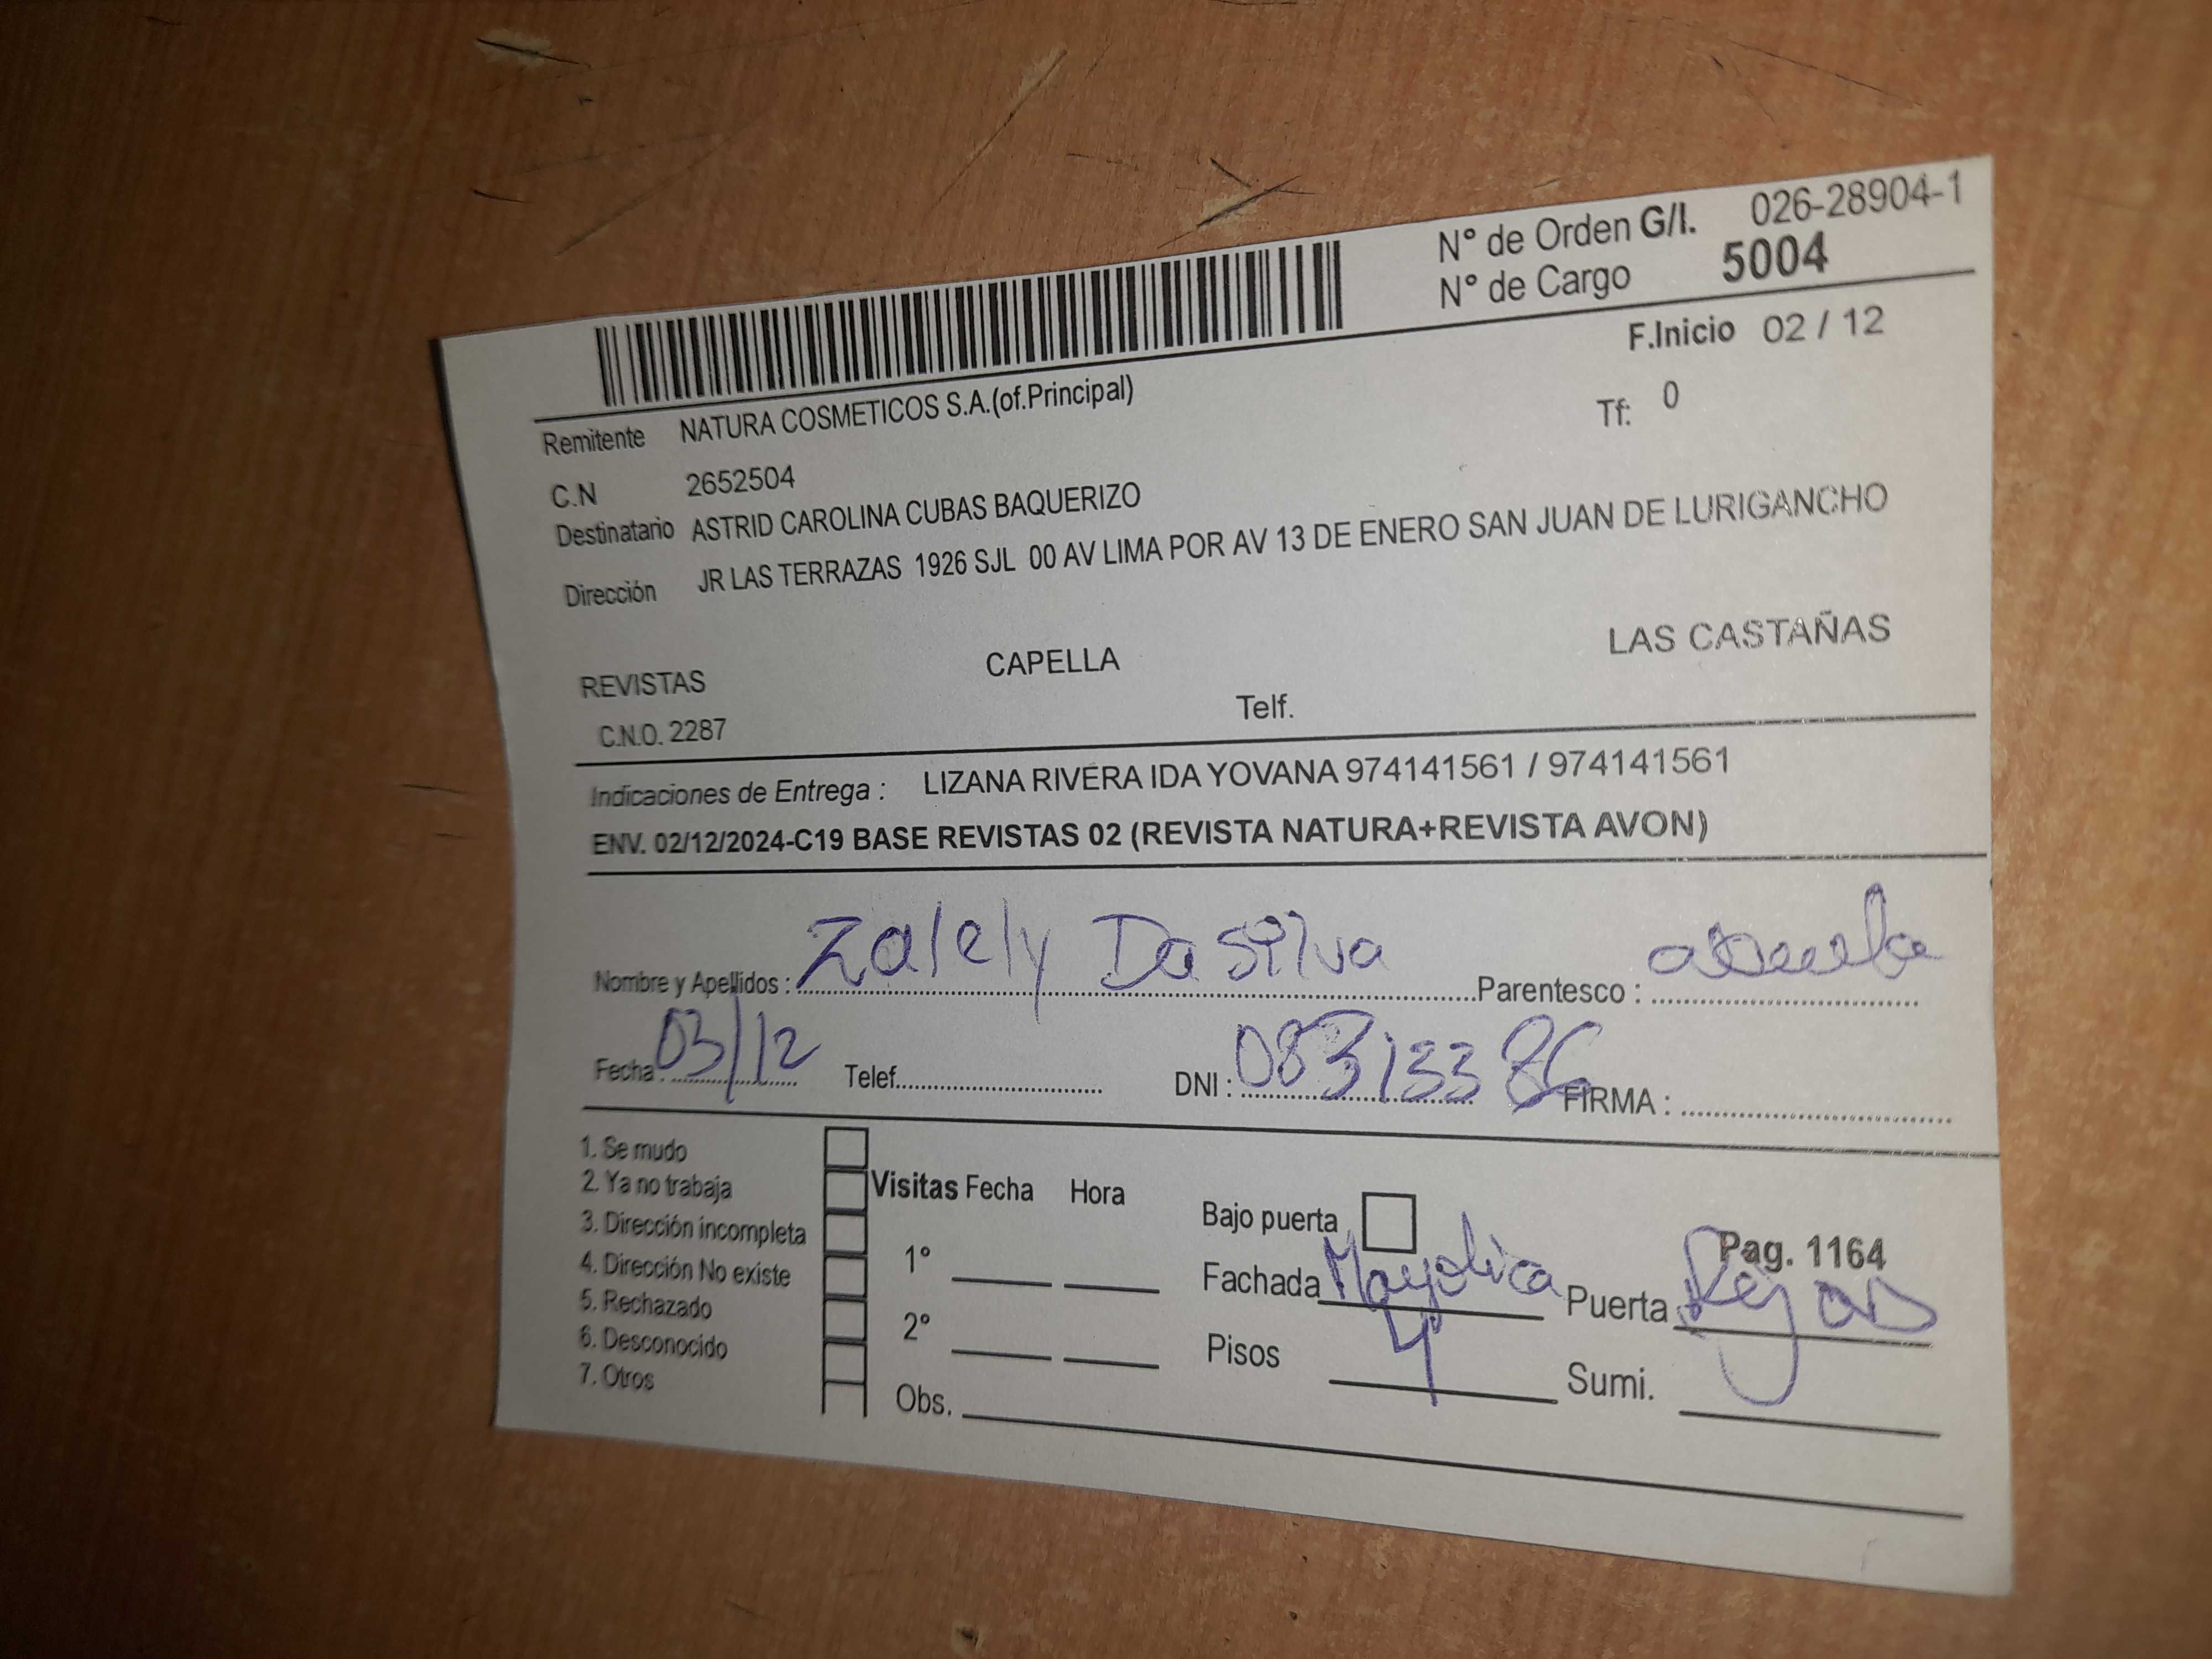 N° de Orden G/I. 026-28904-1
N° de Cargo 5004
F.Inicio 02 / 12
Remitente NATURA COSMETICOS S.A.(of.Principal)
Tf: 0
C.N 2652504
Destinatario ASTRID CAROLINA CUBAS BAQUERIZO
Dirección JR LAS TERRAZAS 1926 SJL 00 AV LIMA POR AV 13 DE ENERO SAN JUAN DE LURIGANCHO
REVISTAS CAPELLA LAS CASTAÑAS
C.N.O. 2287 Telf.
Indicaciones de Entrega : LIZANA RIVERA IDA YOVANA 974141561 / 974141561
ENV. 02/12/2024-C19 BASE REVISTAS 02 (REVISTA NATURA+REVISTA AVON)
Nombre y Apellidos : Zalely Da Silva Parentesco : abuela
Fecha : 03/12 Telef. DNI : 08313386 FIRMA :
1. Se mudo
2. Ya no trabaja
3. Dirección incompleta
4. Dirección No existe
5. Rechazado
6. Desconocido
7. Otros
Visitas Fecha Hora
1°
2°
Obs.
Bajo puerta
Pag. 1164
Fachada Mayolica Puerta Rejas
Pisos 4 Sumi.